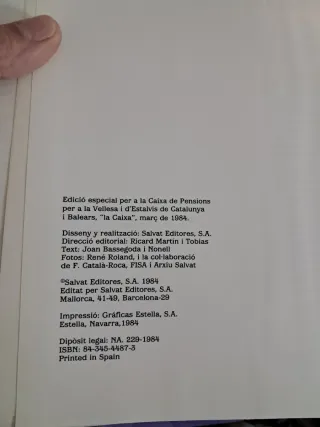 Edició especial per a la Caixa de Pensions
per a la Vellesa i d'Estalvis de Catalunya
i Balears, "la Caixa", març de 1984.
Disseny y realització: Salvat Editores, S.A.
Direcció editorial: Ricard Martín i Tobías
Text: Joan Bassegoda i Nonell
Fotos: René Roland, i la col·laboració
de F. Català-Roca, FISA i Arxiu Salvat
©Salvat Editores, S.A. 1984
Editat per Salvat Editores, S.A.
Mallorca, 41-49, Barcelona-29
Impressió: Gráficas Estella, S.A.
Estella, Navarra,1984
Dipòsit legal: NA. 229-1984
ISBN: 84-345-4487-3
Printed in Spain